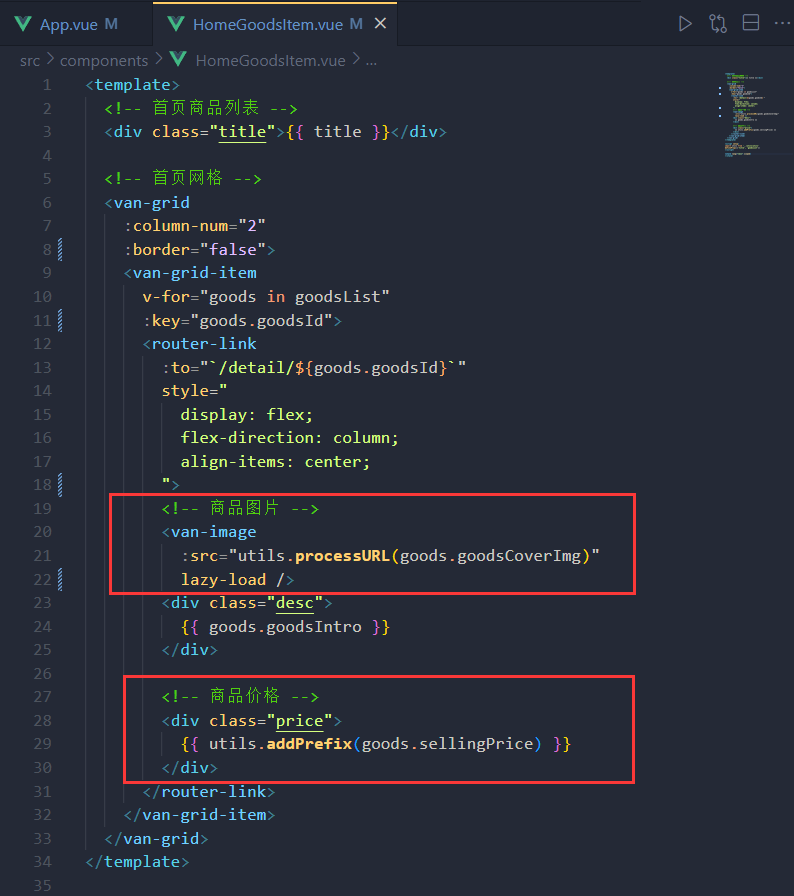 App.vue M HomeGoodsItem.vue M
src > components > HomeGoodsItem.vue > ...
1 <template>
2 <!-- 首页商品列表 -->
3 <div class="title">{{ title }}</div>
4
5 <!-- 首页网格 -->
6 <van-grid
7 :column-num="2"
8 :border="false">
9 <van-grid-item
10 v-for="goods in goodsList"
11 :key="goods.goodsId">
12 <router-link
13 :to="`/detail/${goods.goodsId}`"
14 style="
15 display: flex;
16 flex-direction: column;
17 align-items: center;
18 ">
19 <!-- 商品图片 -->
20 <van-image
21 :src="utils.processURL(goods.goodsCoverImg)"
22 lazy-load />
23 <div class="desc">
24 {{ goods.goodsIntro }}
25 </div>
26
27 <!-- 商品价格 -->
28 <div class="price">
29 {{ utils.addPrefix(goods.sellingPrice) }}
30 </div>
31 </router-link>
32 </van-grid-item>
33 </van-grid>
34 </template>
35